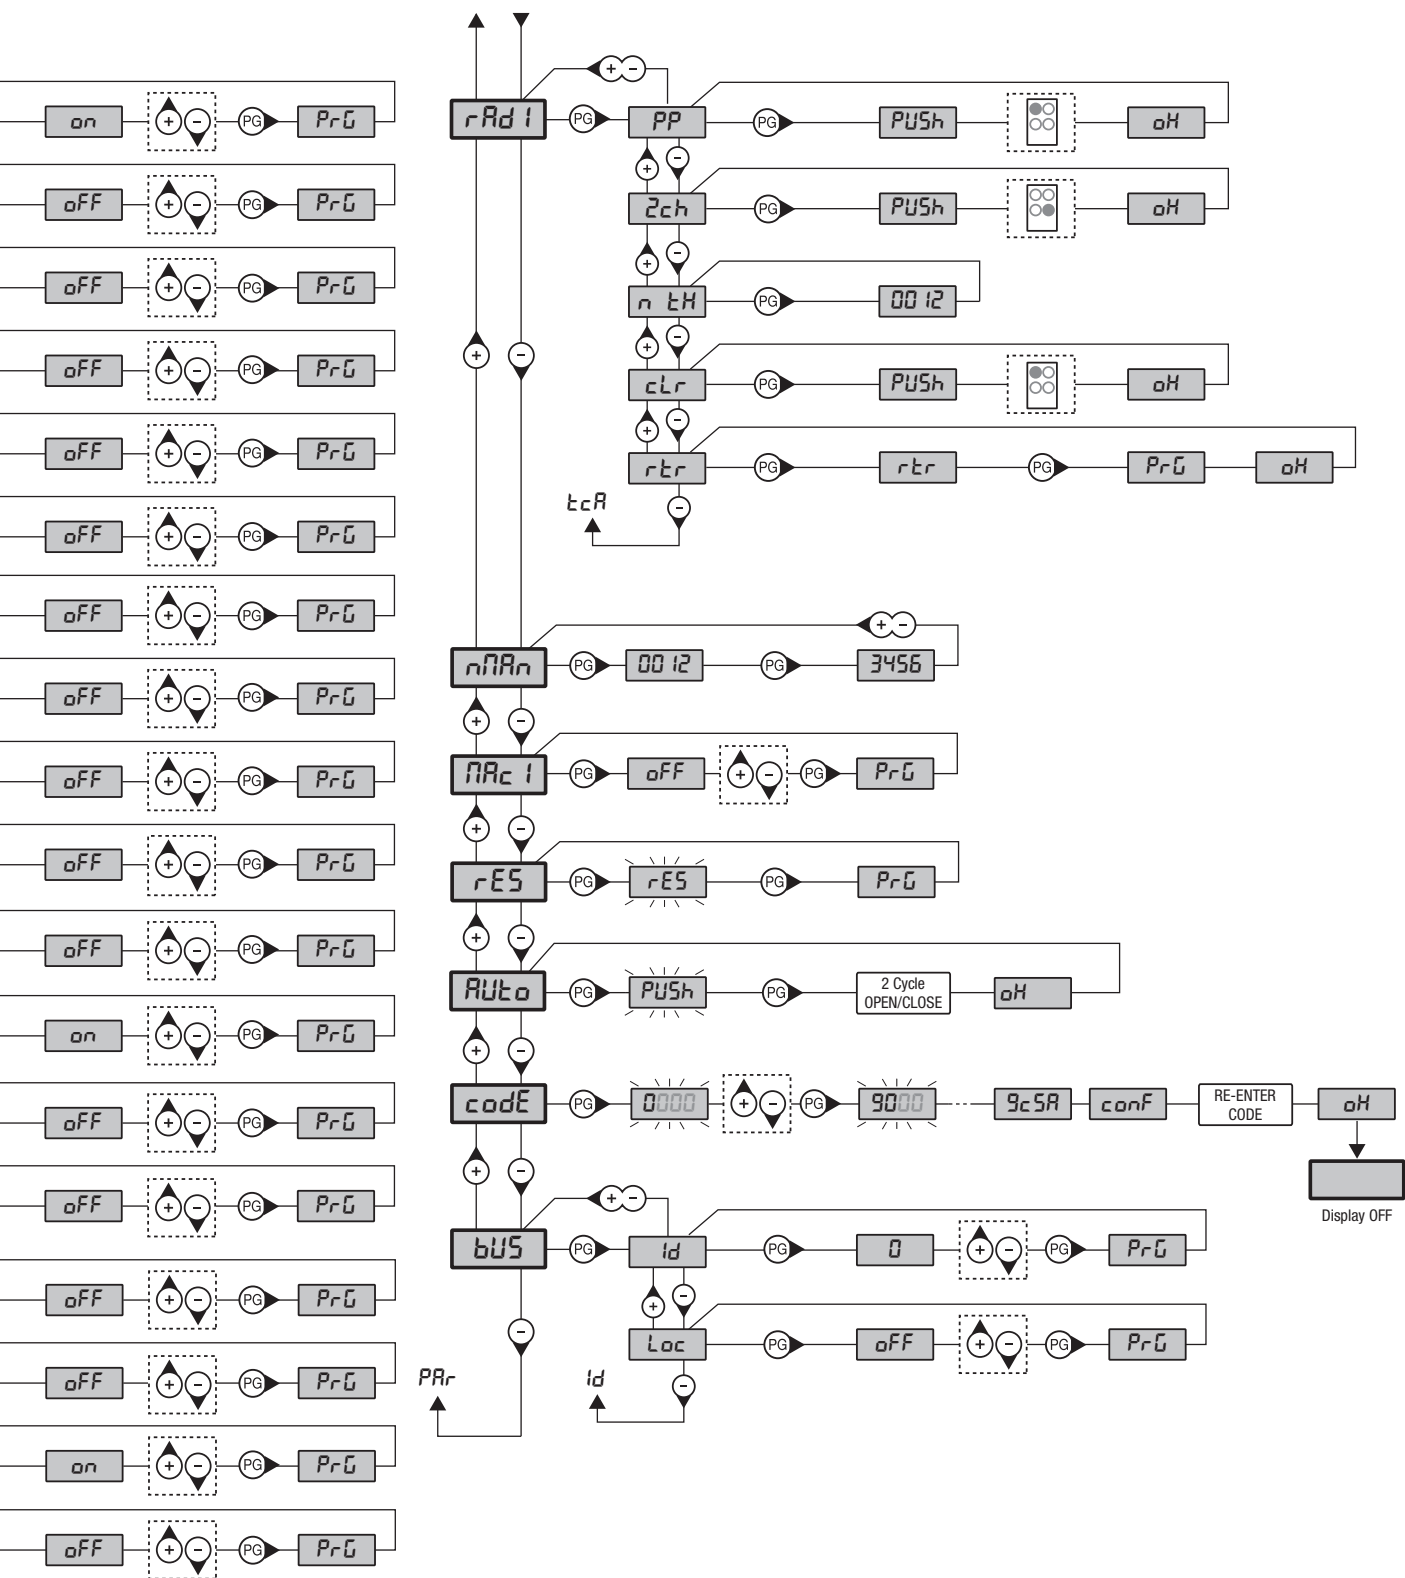 on + - PG PrG
oFF + - PG PrG
oFF + - PG PrG
oFF + - PG PrG
oFF + - PG PrG
oFF + - PG PrG
oFF + - PG PrG
oFF + - PG PrG
oFF + - PG PrG
oFF + - PG PrG
oFF + - PG PrG
on + - PG PrG
oFF + - PG PrG
oFF + - PG PrG
oFF + - PG PrG
oFF + - PG PrG
on + - PG PrG
oFF + - PG PrG
+ -
rAdI PG PP PG PUSh oK
+ -
2ch PG PUSh oK
+ -
n tK PG 0012
+ -
+ -
cLr PG PUSh oK
+ -
rtr PG rtr PG PrG oK
tcA -
+ -
nMAn PG 0012 PG 3456
+ -
MAcI PG oFF + - PG PrG
+ -
rES PG rES PG PrG
+ -
AUto PG PUSh PG 2 Cycle
OPEN/CLOSE oK
+ -
codE PG 0000 + - PG 9000 9c5A conF RE-ENTER
CODE oK
Display OFF
+ -
+ -
bUS PG Id PG 0 + - PG PrG
+ -
Loc PG oFF + - PG PrG
-
PAr
Id -